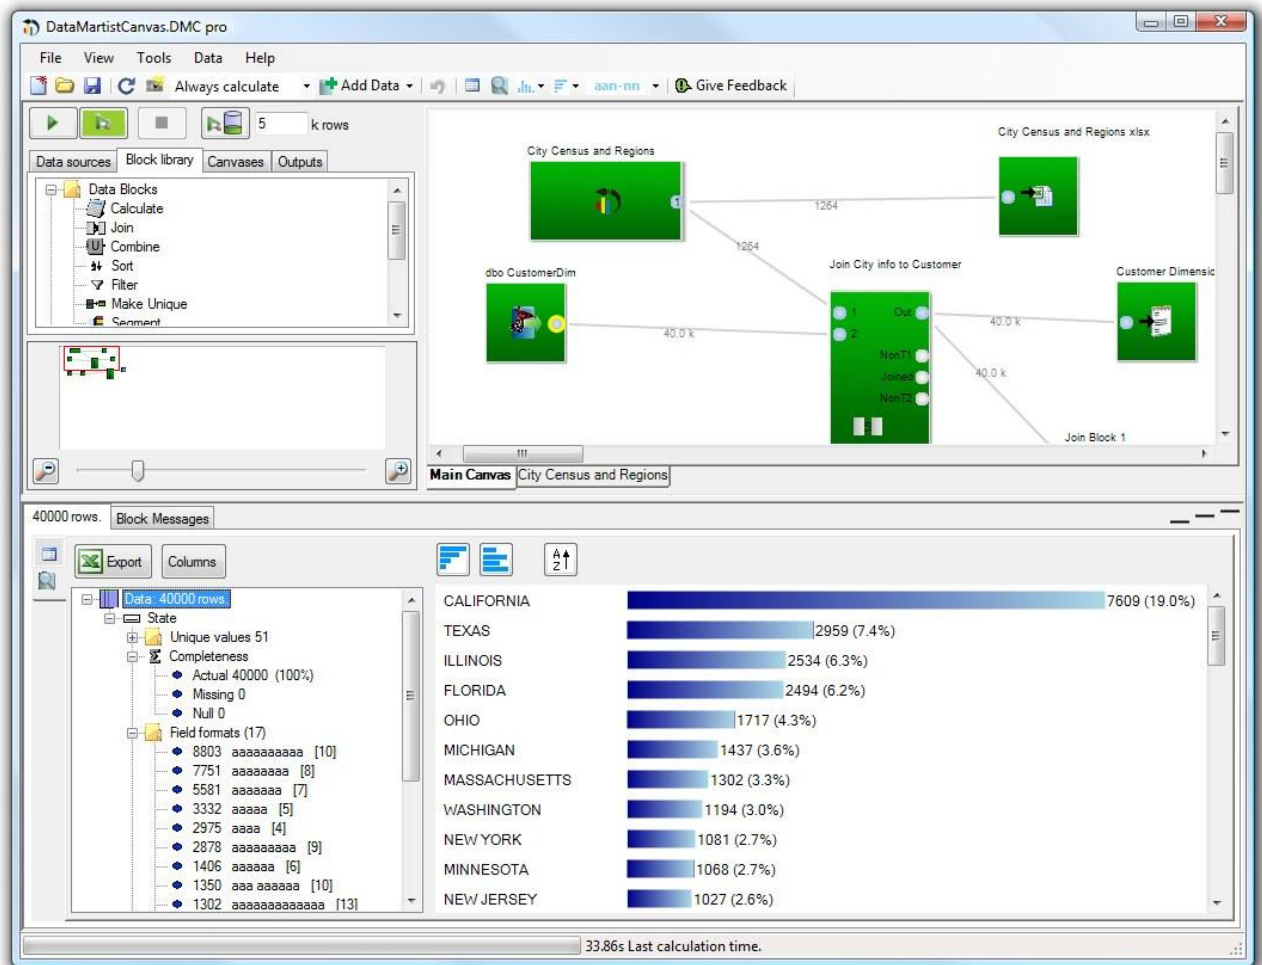 DataMartistCanvas.DMC pro
File View Tools Data Help
Always calculate Add Data aan-nn Give Feedback
5 k rows
Data sources Block library Canvases Outputs
Data Blocks
Calculate
Join
Combine
Sort
Filter
Make Unique
Segment
City Census and Regions
City Census and Regions xlsx
1
1264
1264
dbo CustomerDim
Join City info to Customer
Customer Dimensic
1 Out
2
40.0 k
40.0 k
NonT1
Joined
NonT2
40.0 k
Join Block 1
Main Canvas City Census and Regions
40000 rows. Block Messages
Export Columns
A
Z
Data: 40000 rows.
State
Unique values 51
Completeness
Actual 40000 (100%)
Missing 0
Null 0
Field formats (17)
8803 aaaaaaaaaa [10]
7751 aaaaaaaa [8]
5581 aaaaaaa [7]
3332 aaaaa [5]
2975 aaaa [4]
2878 aaaaaaaaa [9]
1406 aaaaaa [6]
1350 aaa aaaaaa [10]
1302 aaaaaaaaaaaaa [13]
CALIFORNIA 7609 (19.0%)
TEXAS 2959 (7.4%)
ILLINOIS 2534 (6.3%)
FLORIDA 2494 (6.2%)
OHIO 1717 (4.3%)
MICHIGAN 1437 (3.6%)
MASSACHUSETTS 1302 (3.3%)
WASHINGTON 1194 (3.0%)
NEW YORK 1081 (2.7%)
MINNESOTA 1068 (2.7%)
NEW JERSEY 1027 (2.6%)
33.86s Last calculation time.